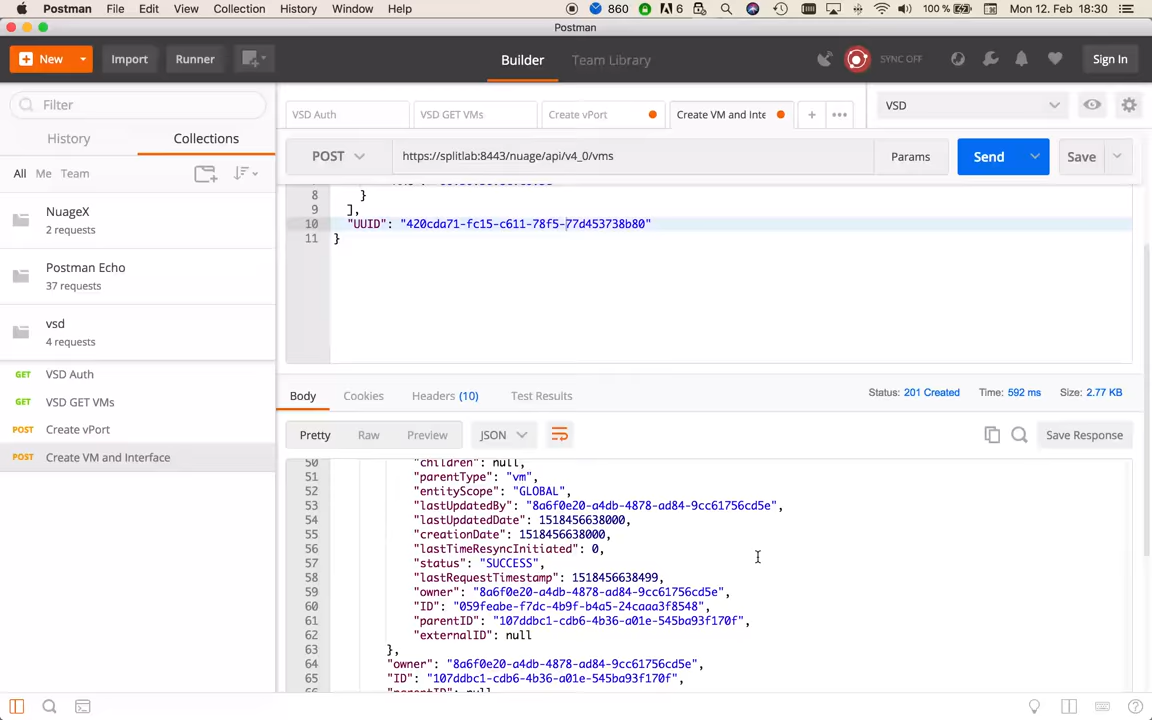 Postman File Edit View Collection History Window Help 860 6 100 % Mon 12. Feb 18:30
Postman
New Import Runner Builder Team Library SYNC OFF Sign In
Filter
History Collections
All Me Team
NuageX
2 requests
Postman Echo
37 requests
vsd
4 requests
GET VSD Auth
GET VSD GET VMs
POST Create vPort
POST Create VM and Interface
VSD Auth VSD GET VMs Create vPort Create VM and Inte + ••• VSD
POST https://splitlab:8443/nuage/api/v4_0/vms Params Send Save
8 }
9 ],
10 "UUID": "420cda71-fc15-c611-78f5-77d453738b80"
11 }
Body Cookies Headers (10) Test Results Status: 201 Created Time: 592 ms Size: 2.77 KB
Pretty Raw Preview JSON Save Response
50 "children": null,
51 "parentType": "vm",
52 "entityScope": "GLOBAL",
53 "lastUpdatedBy": "8a6f0e20-a4db-4878-ad84-9cc61756cd5e",
54 "lastUpdatedDate": 1518456638000,
55 "creationDate": 1518456638000,
56 "lastTimeResyncInitiated": 0,
57 "status": "SUCCESS",
58 "lastRequestTimestamp": 1518456638499,
59 "owner": "8a6f0e20-a4db-4878-ad84-9cc61756cd5e",
60 "ID": "059feabe-f7dc-4b9f-b4a5-24caaa3f8548",
61 "parentID": "107ddbc1-cdb6-4b36-a01e-545ba93f170f",
62 "externalID": null
63 },
64 "owner": "8a6f0e20-a4db-4878-ad84-9cc61756cd5e",
65 "ID": "107ddbc1-cdb6-4b36-a01e-545ba93f170f",